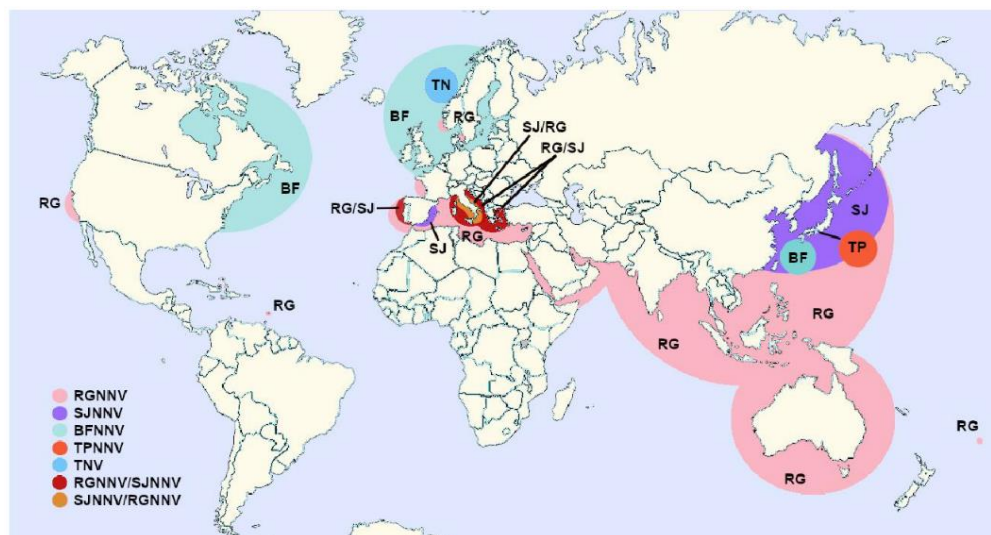 TN
BF
RG
SJ/RG
RG/SJ
BF
RG
RG/SJ
SJ
RG
SJ
TP
BF
RG
RG
RG
RG
RG
RGNNV
SJNNV
BFNNV
TPNNV
TNV
RGNNV/SJNNV
SJNNV/RGNNV